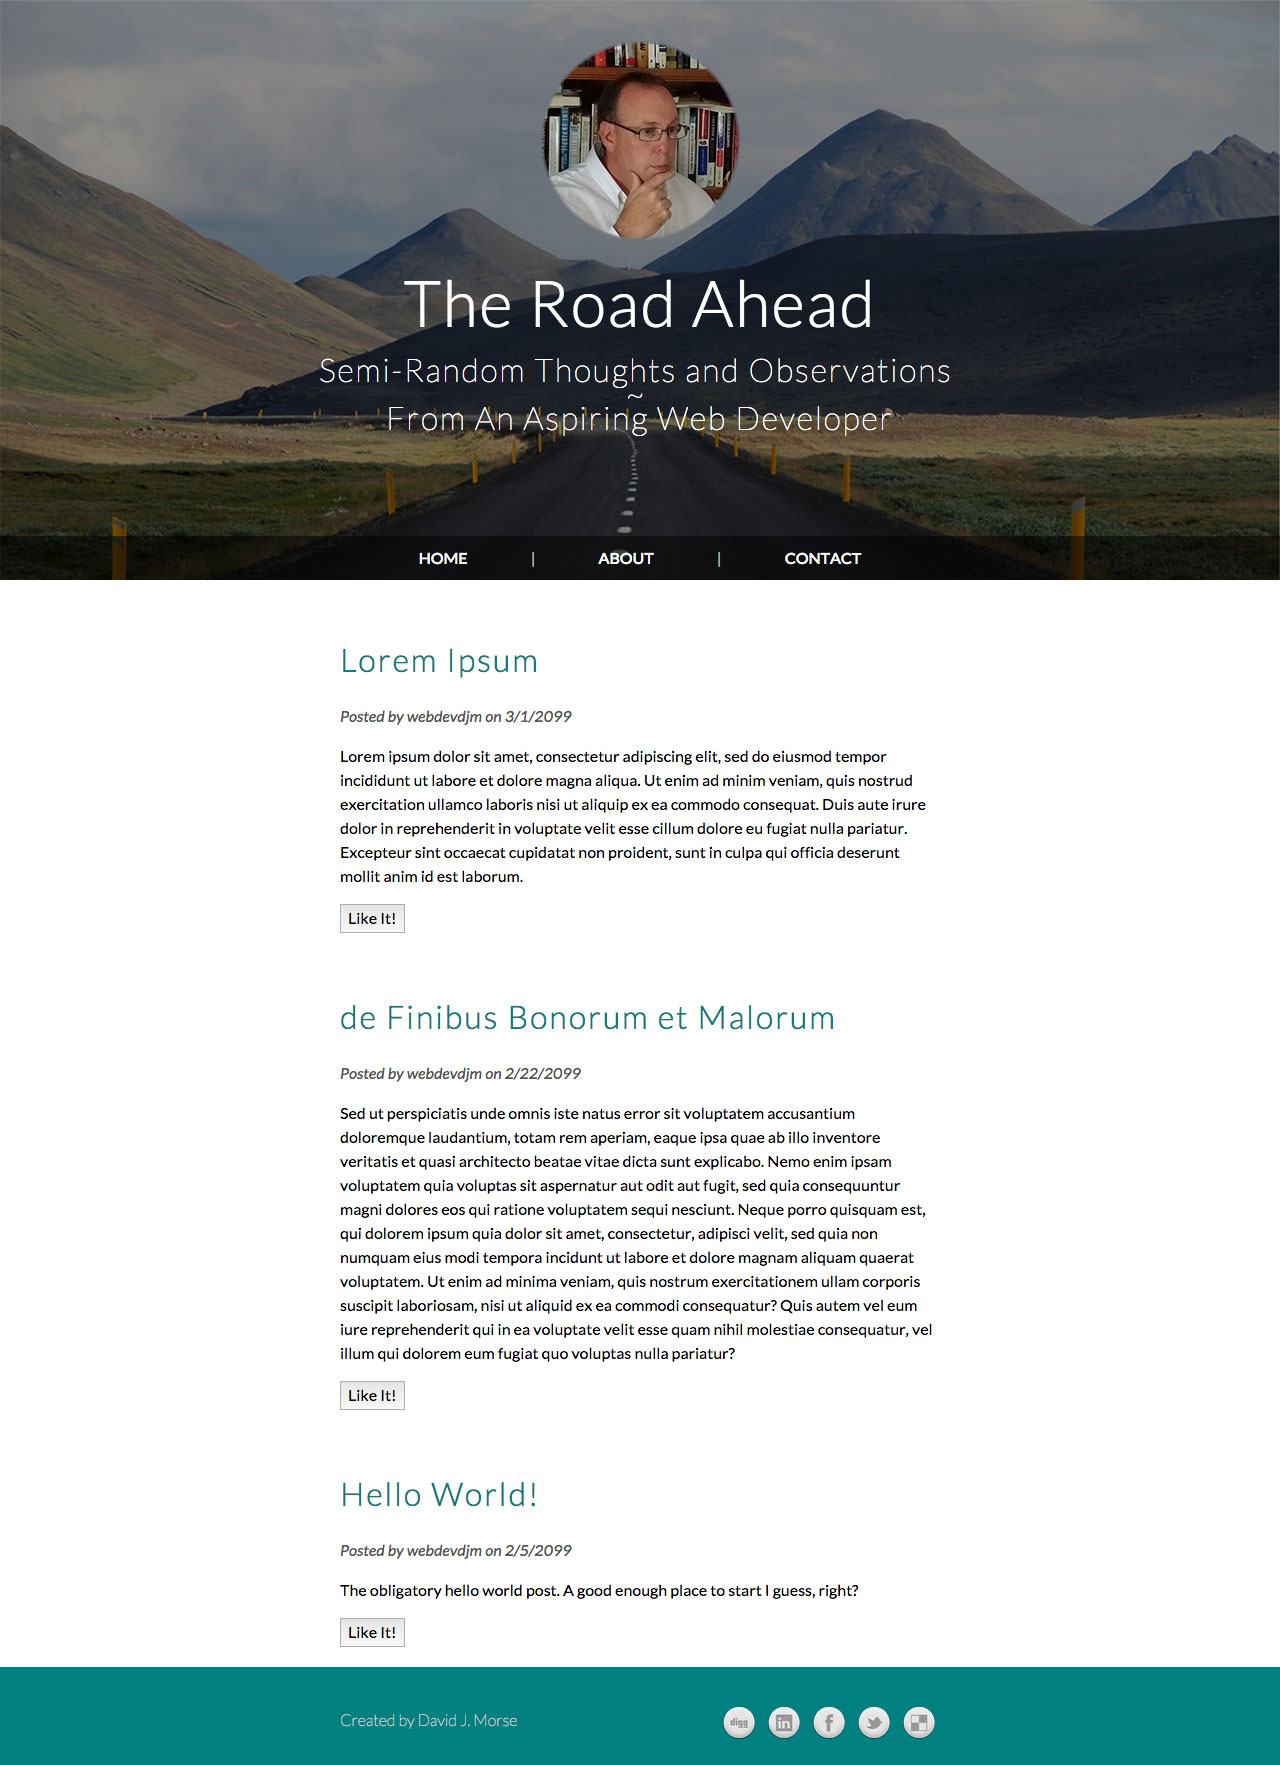 The Road Ahead
Semi-Random Thoughts and Observations
~
From An Aspiring Web Developer
HOME | ABOUT | CONTACT
Lorem Ipsum
Posted by webdevdjm on 3/1/2099
Lorem ipsum dolor sit amet, consectetur adipiscing elit, sed do eiusmod tempor
incididunt ut labore et dolore magna aliqua. Ut enim ad minim veniam, quis nostrud
exercitation ullamco laboris nisi ut aliquip ex ea commodo consequat. Duis aute irure
dolor in reprehenderit in voluptate velit esse cillum dolore eu fugiat nulla pariatur.
Excepteur sint occaecat cupidatat non proident, sunt in culpa qui officia deserunt
mollit anim id est laborum.
Like It!
de Finibus Bonorum et Malorum
Posted by webdevdjm on 2/22/2099
Sed ut perspiciatis unde omnis iste natus error sit voluptatem accusantium
doloremque laudantium, totam rem aperiam, eaque ipsa quae ab illo inventore
veritatis et quasi architecto beatae vitae dicta sunt explicabo. Nemo enim ipsam
voluptatem quia voluptas sit aspernatur aut odit aut fugit, sed quia consequuntur
magni dolores eos qui ratione voluptatem sequi nesciunt. Neque porro quisquam est,
qui dolorem ipsum quia dolor sit amet, consectetur, adipisci velit, sed quia non
numquam eius modi tempora incidunt ut labore et dolore magnam aliquam quaerat
voluptatem. Ut enim ad minima veniam, quis nostrum exercitationem ullam corporis
suscipit laboriosam, nisi ut aliquid ex ea commodi consequatur? Quis autem vel eum
iure reprehenderit qui in ea voluptate velit esse quam nihil molestiae consequatur, vel
illum qui dolorem eum fugiat quo voluptas nulla pariatur?
Like It!
Hello World!
Posted by webdevdjm on 2/5/2099
The obligatory hello world post. A good enough place to start I guess, right?
Like It!
Created by David J. Morse
digg in f